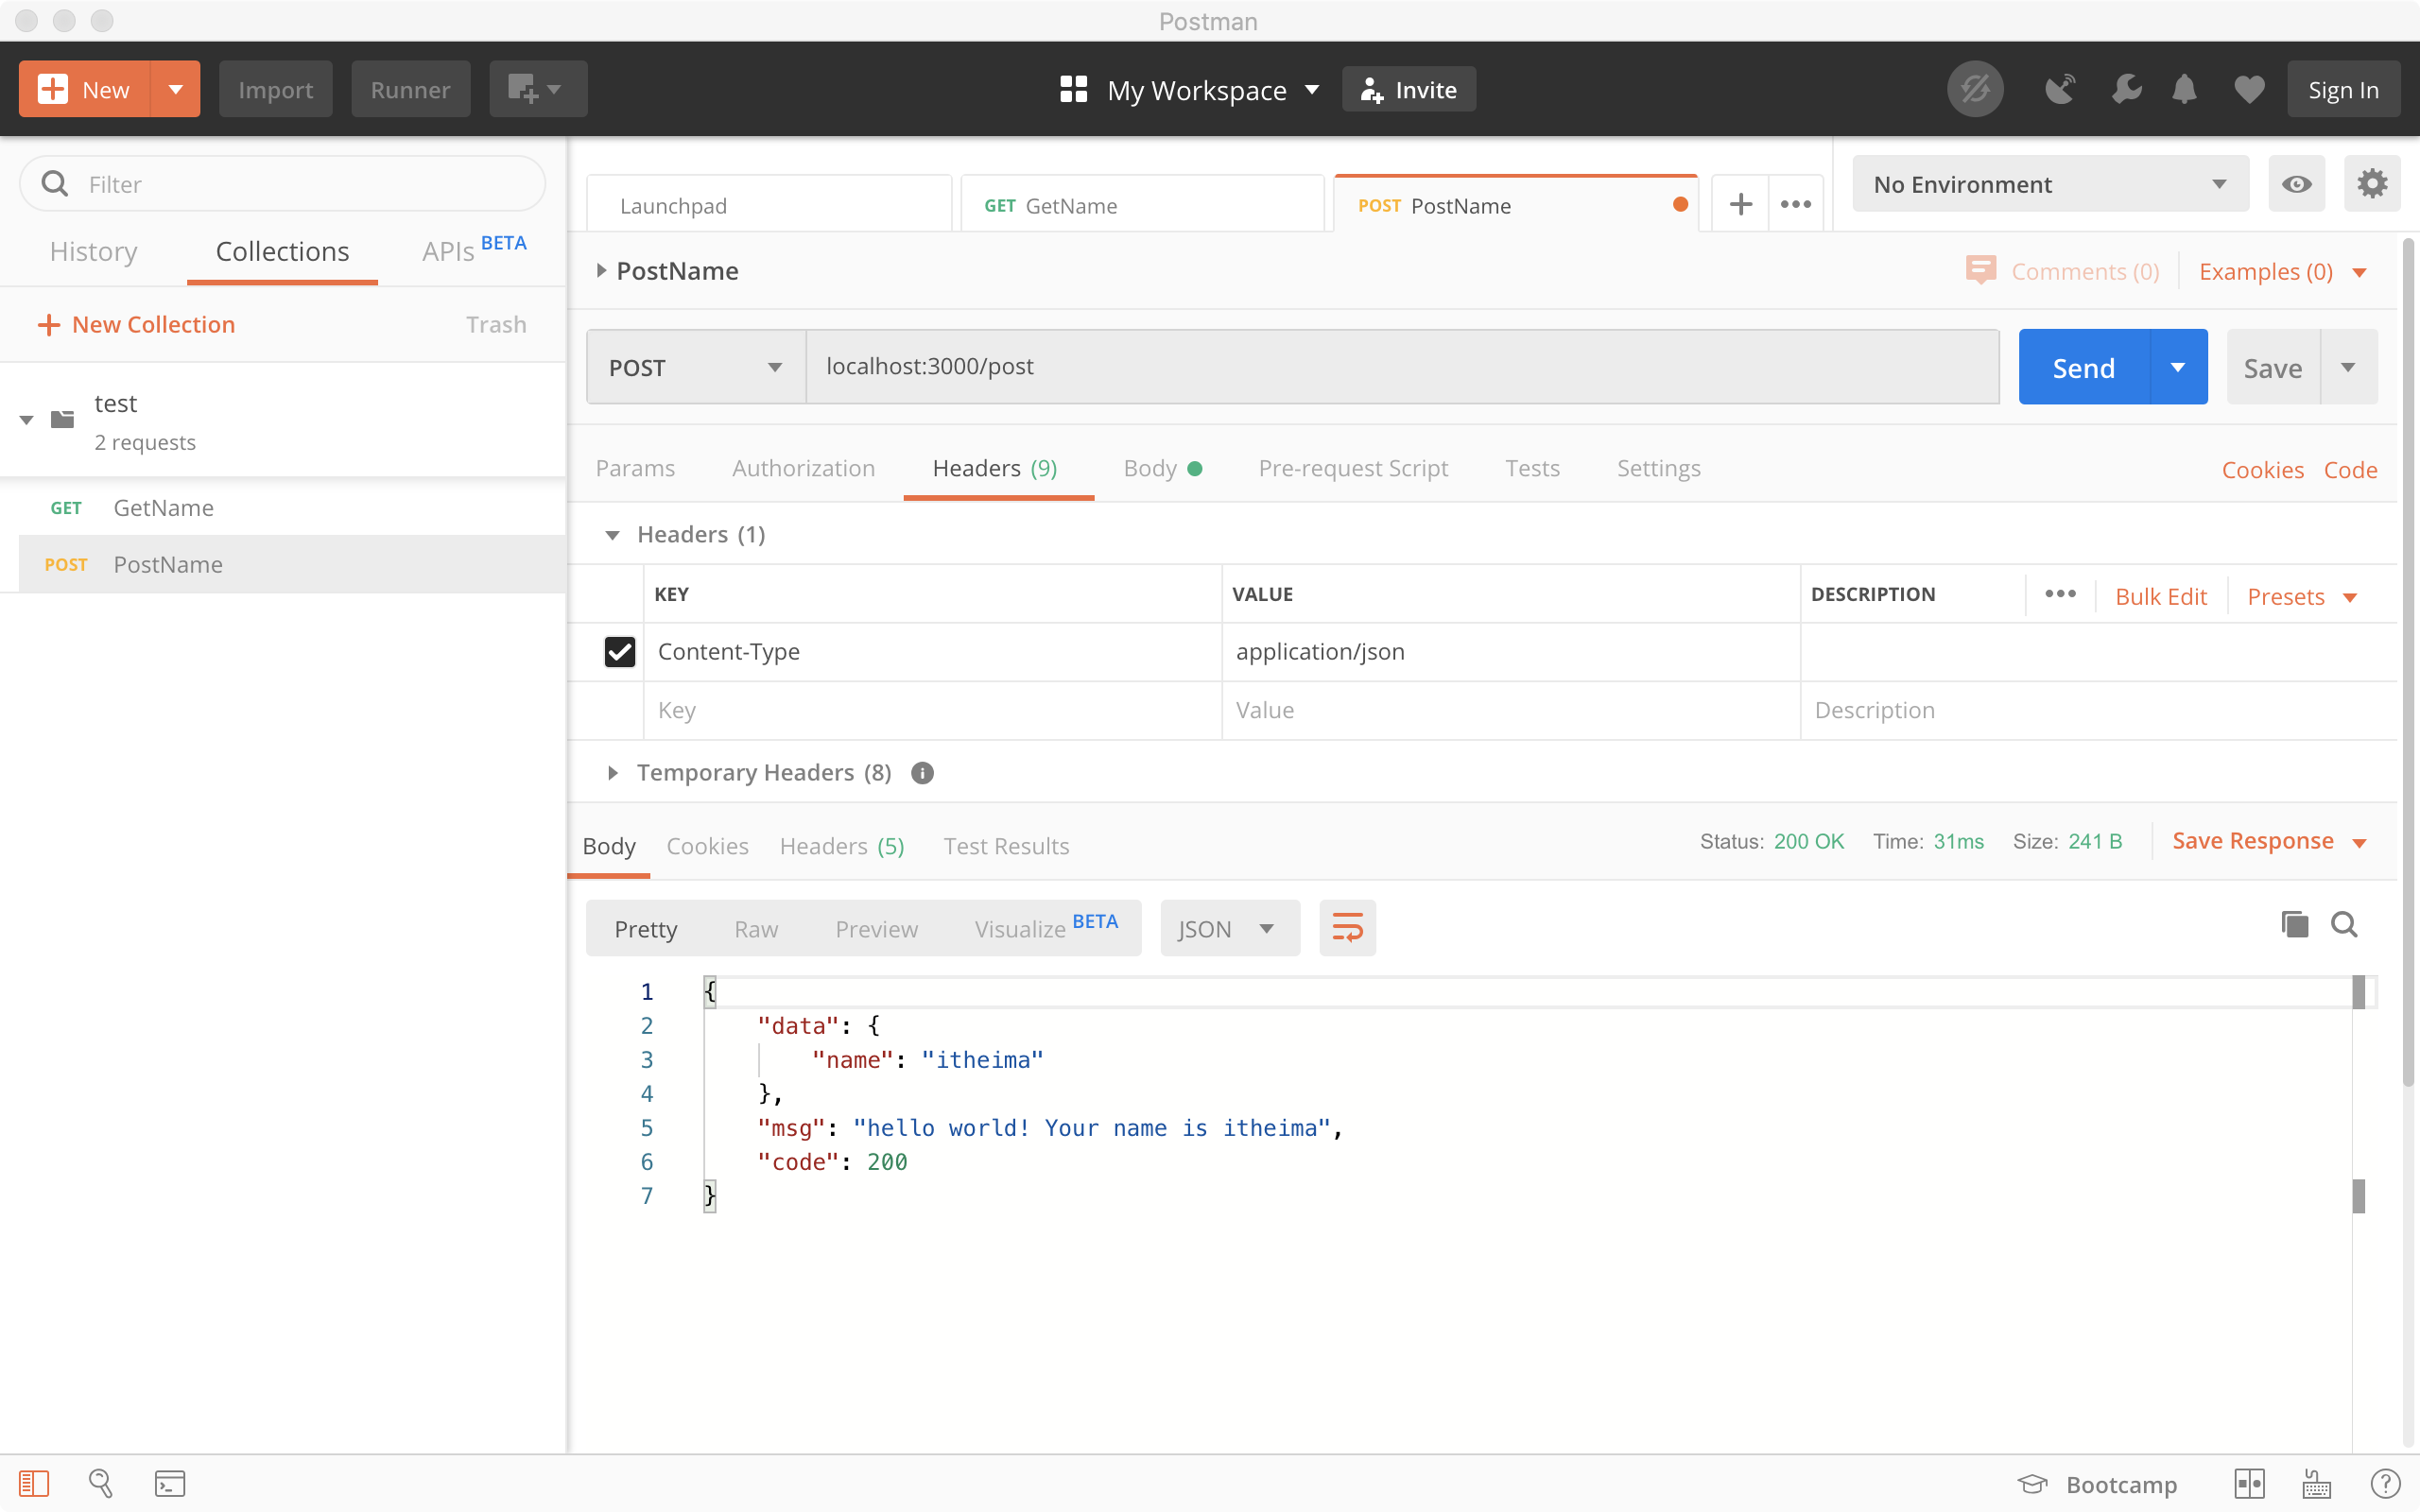 Postman
New
Import
Runner
My Workspace
Invite
Sign In
Filter
History
Collections
APIs BETA
New Collection
Trash
test
2 requests
GET GetName
POST PostName
Launchpad
GET GetName
POST PostName
No Environment
PostName
Comments (0)
Examples (0)
POST
localhost:3000/post
Send
Save
Params
Authorization
Headers (9)
Body
Pre-request Script
Tests
Settings
Cookies
Code
Headers (1)
KEY
VALUE
DESCRIPTION
Bulk Edit
Presets
Content-Type
application/json
Key
Value
Description
Temporary Headers (8)
Body
Cookies
Headers (5)
Test Results
Status: 200 OK
Time: 31ms
Size: 241 B
Save Response
Pretty
Raw
Preview
Visualize BETA
JSON
1 {
2 "data": {
3 "name": "itheima"
4 },
5 "msg": "hello world! Your name is itheima",
6 "code": 200
7 }
Bootcamp